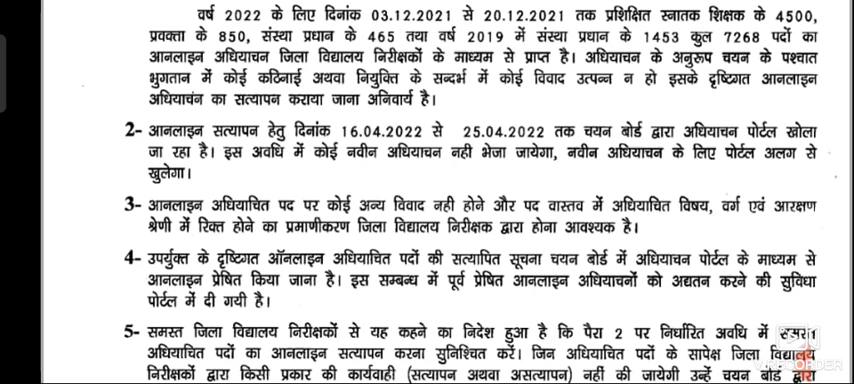 वर्ष 2022 के लिए दिनांक 03.12.2021 से 20.12.2021 तक प्रशिक्षित स्नातक शिक्षक के 4500,
प्रवक्ता के 850, संस्था प्रधान के 465 तथा वर्ष 2019 में संस्था प्रधान के 1453 कुल 7268 पदों का
आनलाइन अधियाचन जिला विद्यालय निरीक्षकों के माध्यम से प्राप्त है। अधियाचन के अनुरूप चयन के पश्चात
भुगतान में कोई कठिनाई अथवा नियुक्ति के सन्दर्भ में कोई विवाद उत्पन्न न हो इसके दृष्टिगत आनलाइन
अधियाचंन का सत्यापन कराया जाना अनिवार्य है।
2- आनलाइन सत्यापन हेतु दिनांक 16.04.2022 से 25.04.2022 तक चयन बोर्ड द्वारा अधियाचन पोर्टल खोला
जा रहा है। इस अवधि में कोई नवीन अधियाचन नही भेजा जायेगा, नवीन अधियाचन के लिए पोर्टल अलग से
खुलेगा।
3- आनलाइन अधियाचित पद पर कोई अन्य विवाद नही होने और पद वास्तव में अधियाचित विषय, वर्ग एवं आरक्षण
श्रेणी में रिक्त होने का प्रमाणीकरण जिला विद्यालय निरीक्षक द्वारा होना आवश्यक है।
4- उपर्युक्त के दृष्टिगत ऑनलाइन अधियाचित पदों की सत्यापित सूचना चयन बोर्ड में अधियाचन पोर्टल के माध्यम से
आनलाइन प्रेषित किया जाना है। इस सम्बन्ध में पूर्व प्रेषित आनलाइन अधियाचनों को अद्यतन करने की सुविधा
पोर्टल में दी गयी है।
5- समस्त जिला विद्यालय निरीक्षकों से यह कहने का निदेश हुआ है कि पैरा 2 पर निर्धारित अवधि में समस्त
अधियाचित पदों का आनलाइन सत्यापन करना सुनिश्चित करें। जिन अधियाचित पदों के सापेक्ष जिला विद्यालय
निरीक्षकों द्वारा किसी प्रकार की कार्यवाही (सत्यापन अथवा असत्यापन) नहीं की जायेगी उन्हें चयन बोर्ड द्वारा
VIVARECORDER